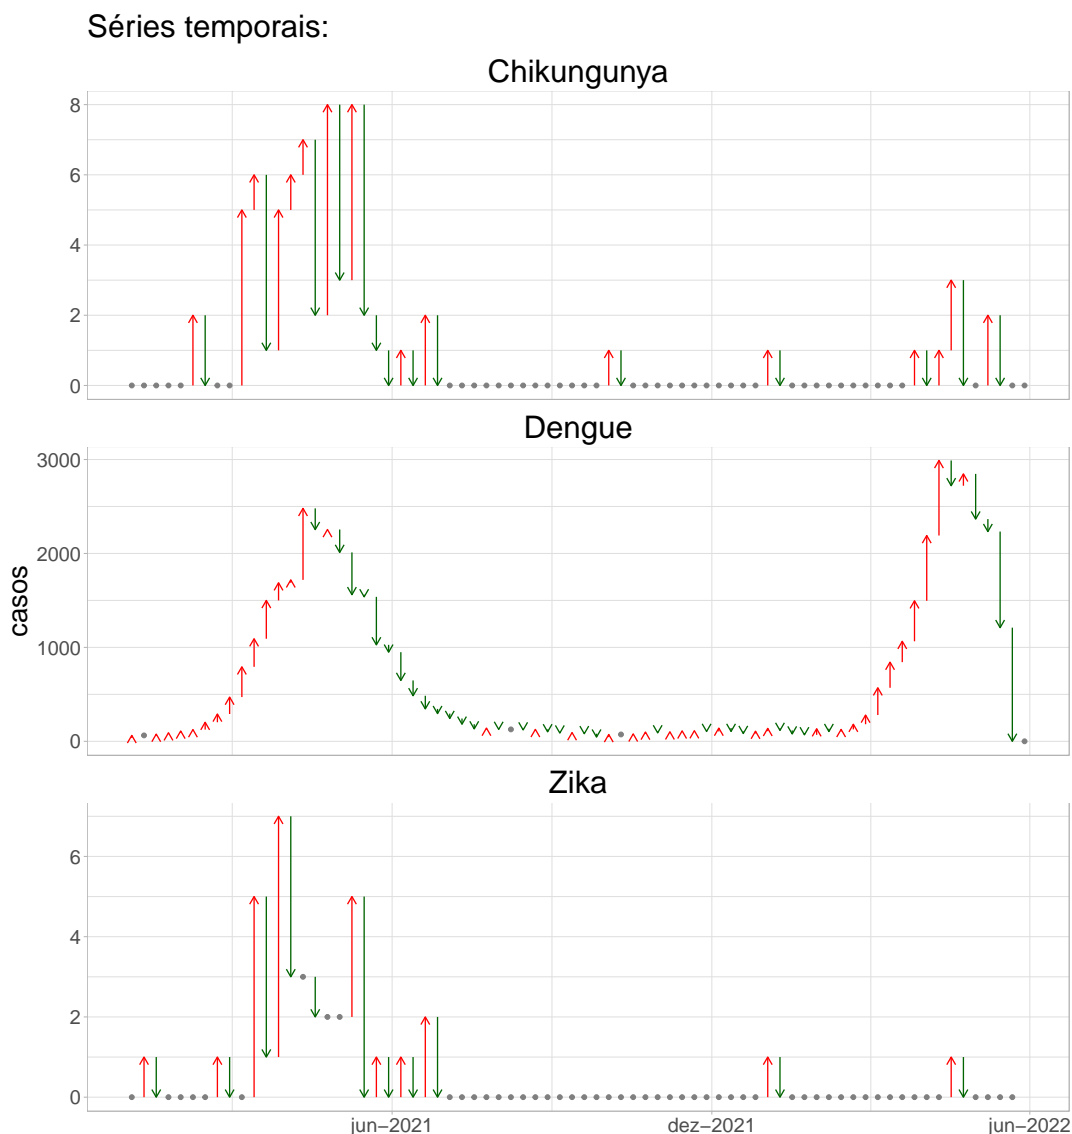 Séries temporais:
Chikungunya
8
6
4
2
0
Dengue
3000
2000
1000
0
casos
Zika
6
4
2
0
jun−2021
dez−2021
jun−2022